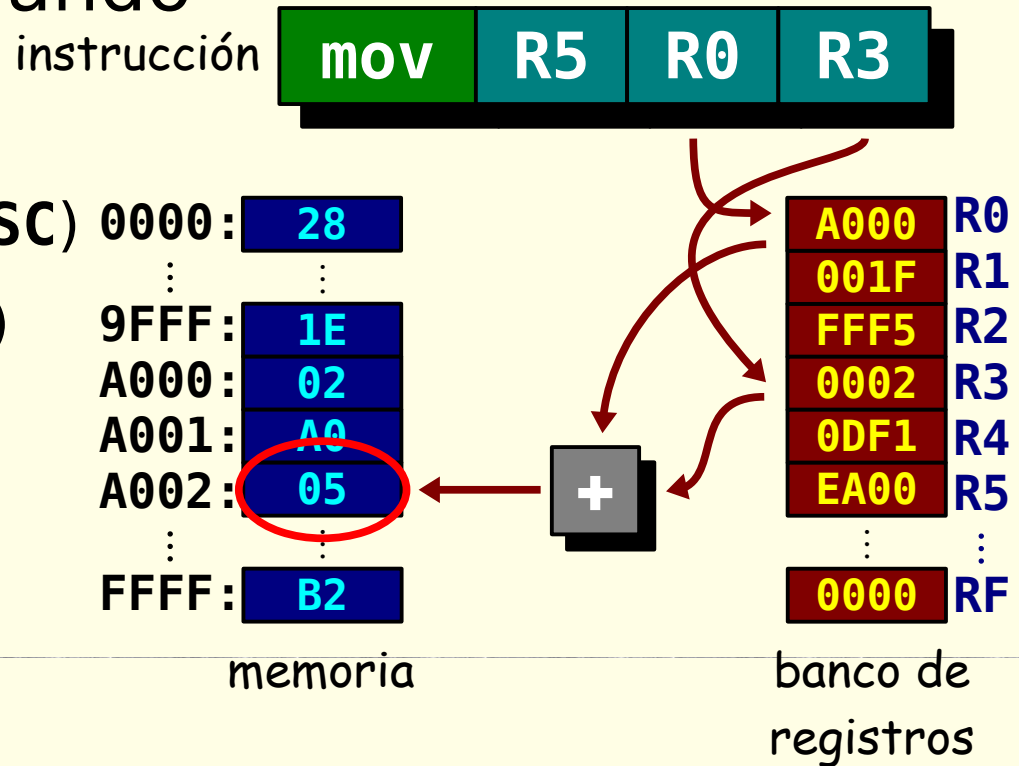 instrucción mov R5 R0 R3
SC) 0000: 28 A000 R0
⋮ ⋮ 001F R1
) 9FFF: 1E FFF5 R2
A000: 02 0002 R3
A001: A0 0DF1 R4
A002: 05 + EA00 R5
⋮ ⋮ ⋮ ⋮
FFFF: B2 0000 RF
memoria banco de
registros